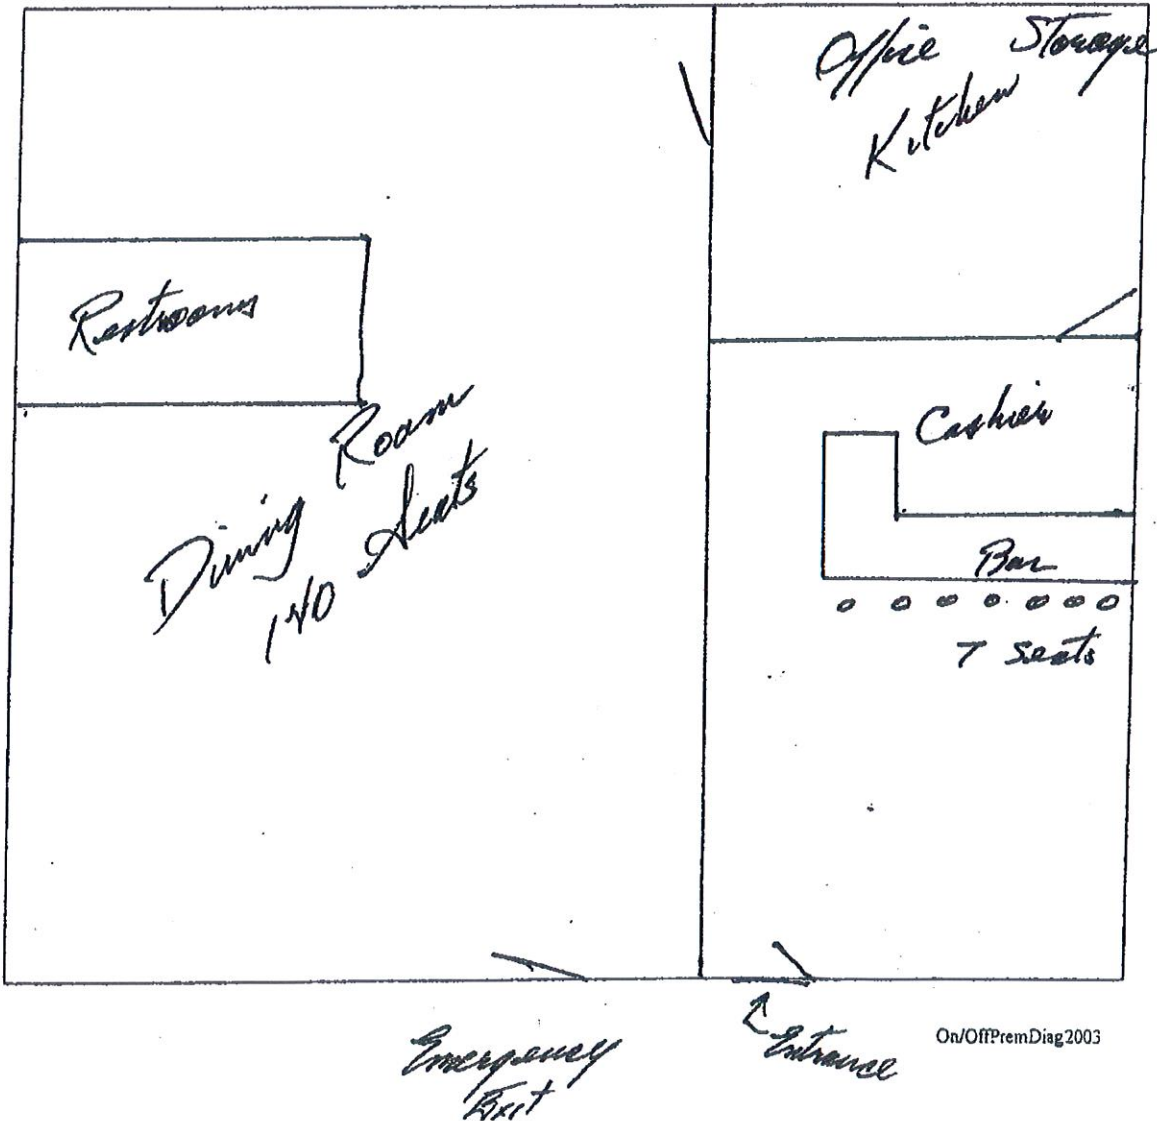 Office Storage
Kitchen
Restrooms
Dining Room
140 Seats
Cashier
Bar
7 seats
Emergency
Exit
Entrance
On/OffPremDiag2003